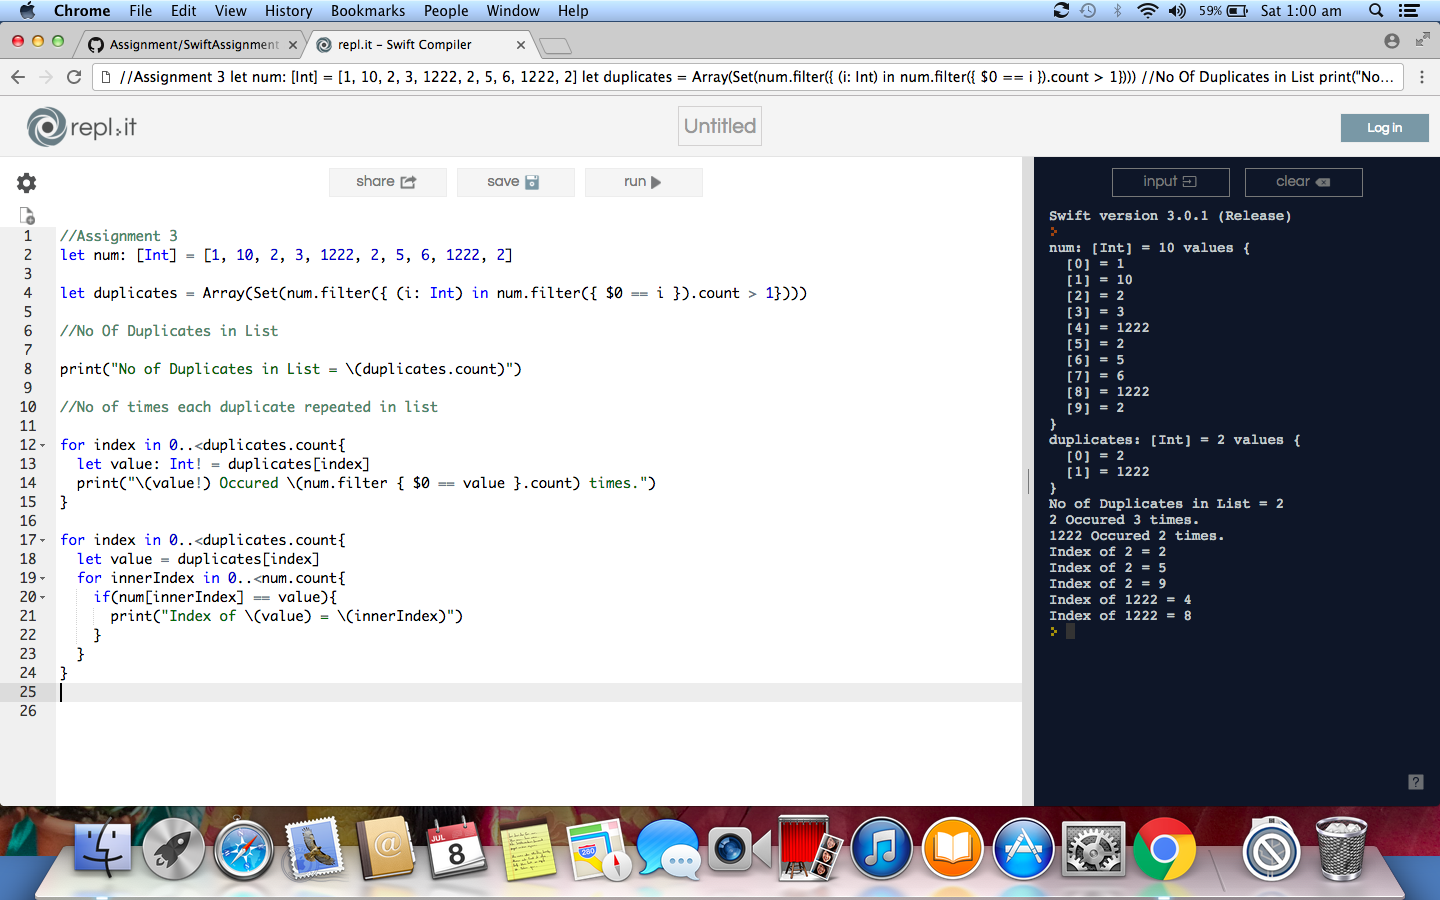 Chrome File Edit View History Bookmarks People Window Help 59% Sat 1:00 am
Assignment/SwiftAssignment × repl.it - Swift Compiler ×
//Assignment 3 let num: [Int] = [1, 10, 2, 3, 1222, 2, 5, 6, 1222, 2] let duplicates = Array(Set(num.filter({ (i: Int) in num.filter({ $0 == i }).count > 1}))) //No Of Duplicates in List print("No...
repl.it Untitled Log in
share save run
1 //Assignment 3
2 let num: [Int] = [1, 10, 2, 3, 1222, 2, 5, 6, 1222, 2]
3
4 let duplicates = Array(Set(num.filter({ (i: Int) in num.filter({ $0 == i }).count > 1})))
5
6 //No Of Duplicates in List
7
8 print("No of Duplicates in List = \(duplicates.count)")
9
10 //No of times each duplicate repeated in list
11
12 for index in 0..<duplicates.count{
13 let value: Int! = duplicates[index]
14 print("\(value!) Occured \(num.filter { $0 == value }.count) times.")
15 }
16
17 for index in 0..<duplicates.count{
18 let value = duplicates[index]
19 for innerIndex in 0..<num.count{
20 if(num[innerIndex] == value){
21 print("Index of \(value) = \(innerIndex)")
22 }
23 }
24 }
25
26
input clear
Swift version 3.0.1 (Release)
>
num: [Int] = 10 values {
[0] = 1
[1] = 10
[2] = 2
[3] = 3
[4] = 1222
[5] = 2
[6] = 5
[7] = 6
[8] = 1222
[9] = 2
}
duplicates: [Int] = 2 values {
[0] = 2
[1] = 1222
}
No of Duplicates in List = 2
2 Occured 3 times.
1222 Occured 2 times.
Index of 2 = 2
Index of 2 = 5
Index of 2 = 9
Index of 1222 = 4
Index of 1222 = 8
>
?
JUL
8
280